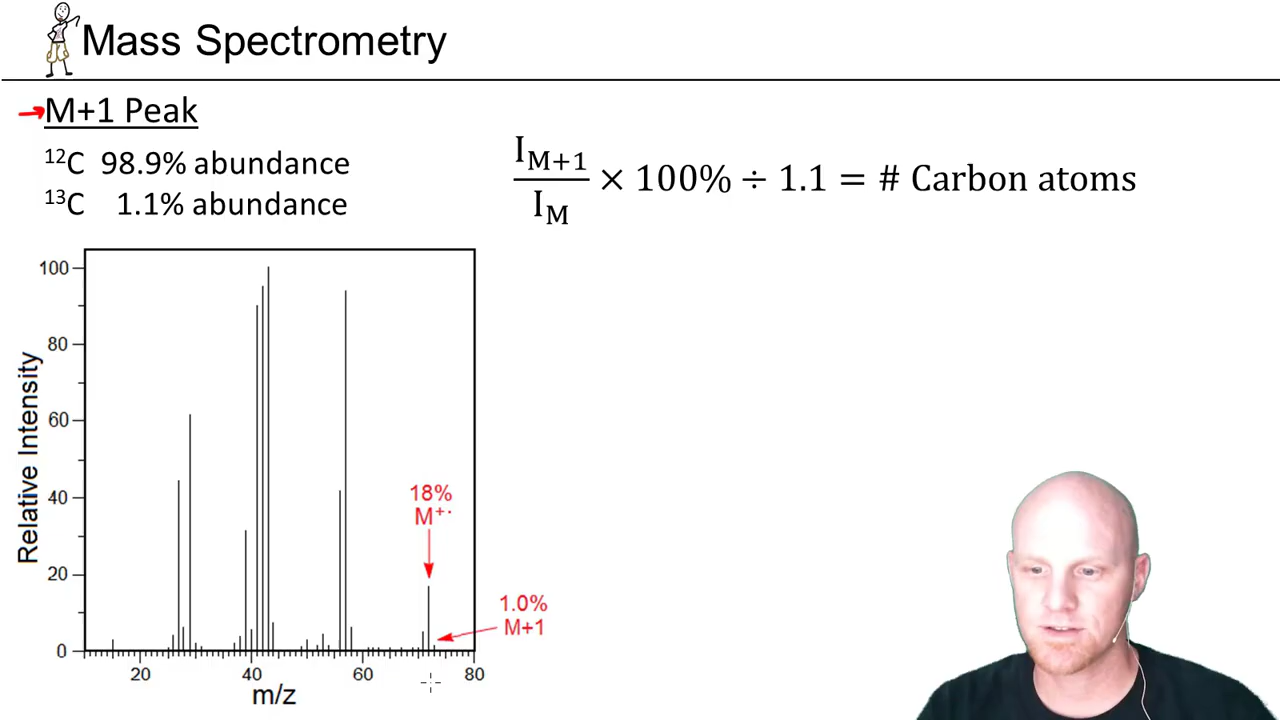 Mass Spectrometry
M+1 Peak
¹²C 98.9% abundance
¹³C 1.1% abundance
I_M+1 / I_M × 100% ÷ 1.1 = # Carbon atoms
100
80
60
40
20
0
Relative Intensity
18%
M⁺·
1.0%
M+1
20 40 60 80
m/z